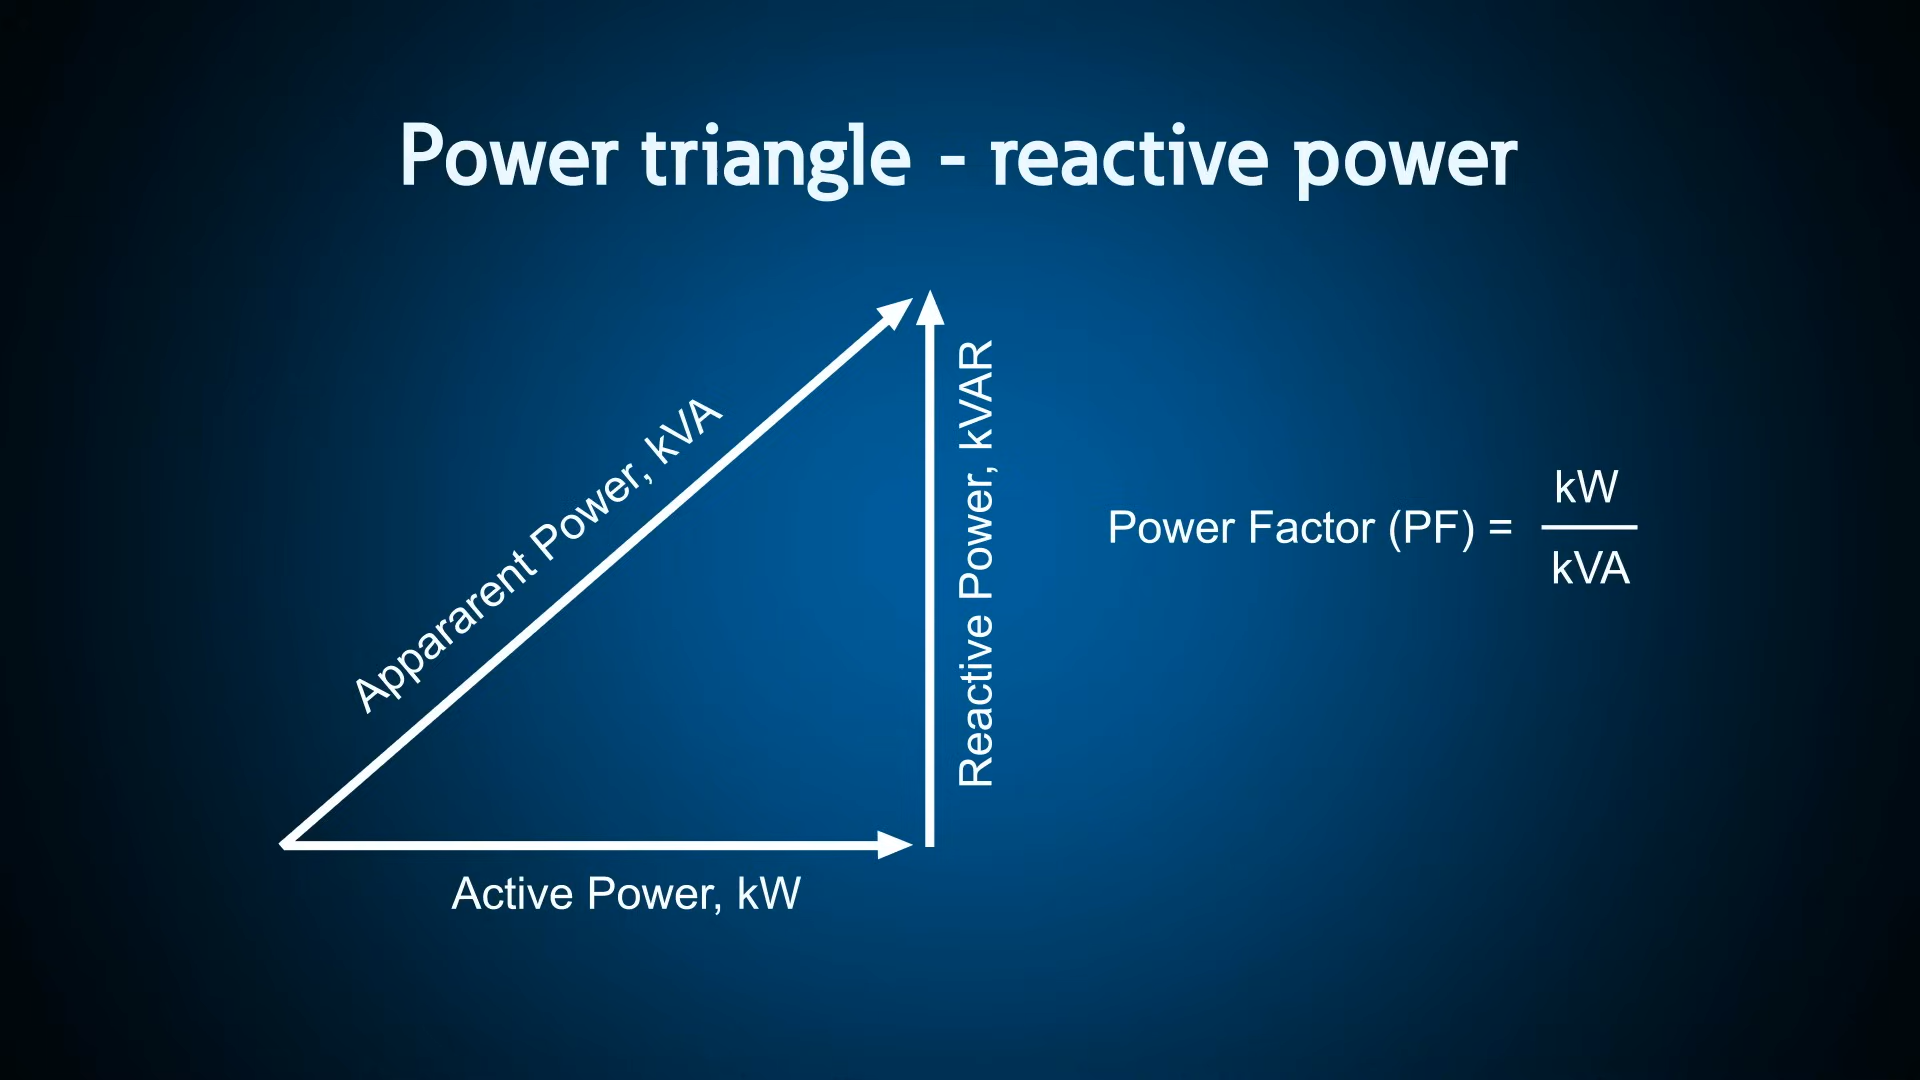 Power triangle - reactive power
Appararent Power, kVA
Reactive Power, kVAR
Active Power, kW
Power Factor (PF) =
kW
kVA